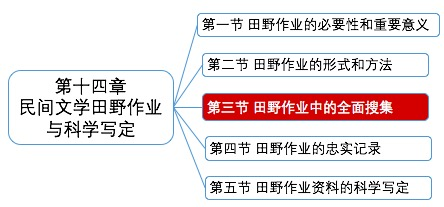 第十四章
民间文学田野作业
与科学写定
第一节 田野作业的必要性和重要意义
第二节 田野作业的形式和方法
第三节 田野作业中的全面搜集
第四节 田野作业的忠实记录
第五节 田野作业资料的科学写定